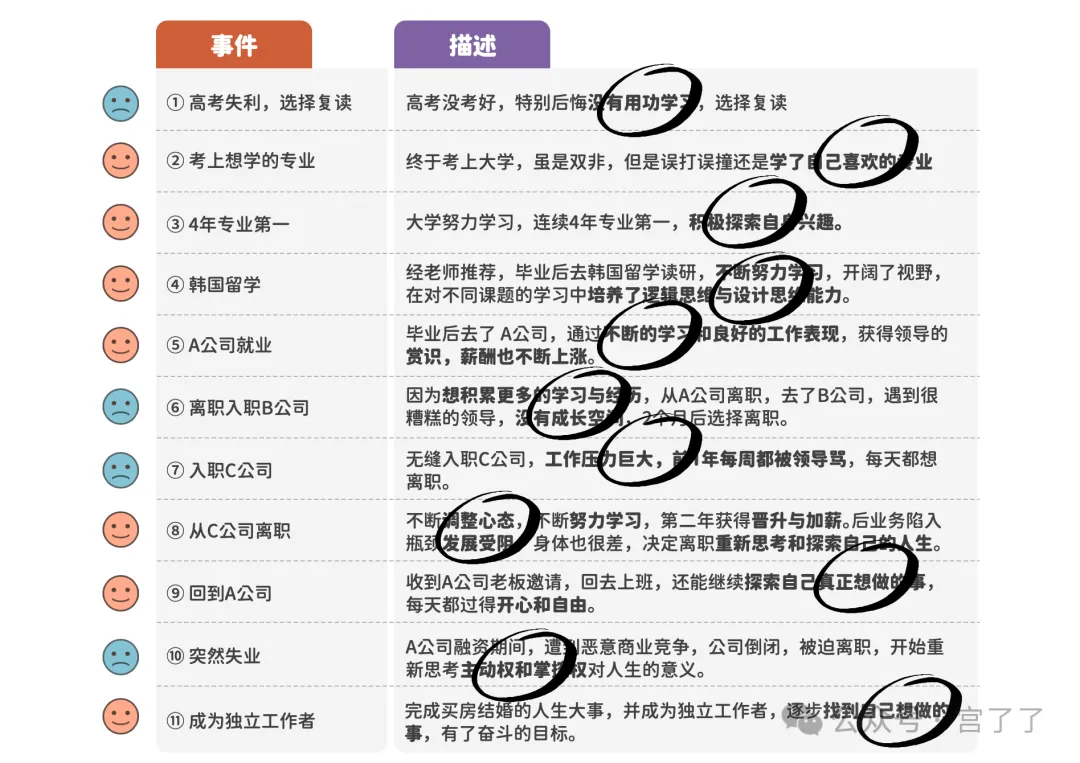 事件
描述
① 高考失利，选择复读
高考没考好，特别后悔没有用功学习，选择复读
② 考上想学的专业
终于考上大学，虽是双非，但是误打误撞还是学了自己喜欢的专业
③ 4年专业第一
大学努力学习，连续4年专业第一，积极探索自身兴趣。
④ 韩国留学
经老师推荐，毕业后去韩国留学读研，不断努力学习，开阔了视野，
在对不同课题的学习中培养了逻辑思维与设计思维能力。
⑤ A公司就业
毕业后去了 A公司，通过不断的学习和良好的工作表现，获得领导的
赏识，薪酬也不断上涨。
⑥ 离职入职B公司
因为想积累更多的学习与经历，从A公司离职，去了B公司，遇到很
糟糕的领导，没有成长空间，2个月后选择离职。
⑦ 入职C公司
无缝入职C公司，工作压力巨大，前1年每周都被领导骂，每天都想
离职。
⑧ 从C公司离职
不断调整心态，不断努力学习，第二年获得晋升与加薪。后业务陷入
瓶颈发展受阻，身体也很差，决定离职重新思考和探索自己的人生。
⑨ 回到A公司
收到A公司老板邀请，回去上班，还能继续探索自己真正想做的事，
每天都过得开心和自由。
⑩ 突然失业
A公司融资期间，遭到恶意商业竞争，公司倒闭，被迫离职，开始重
新思考主动权和掌控权对人生的意义。
⑪ 成为独立工作者
完成买房结婚的人生大事，并成为独立工作者，逐步找到自己想做的
事，有了奋斗的目标。
公众号·宫了了